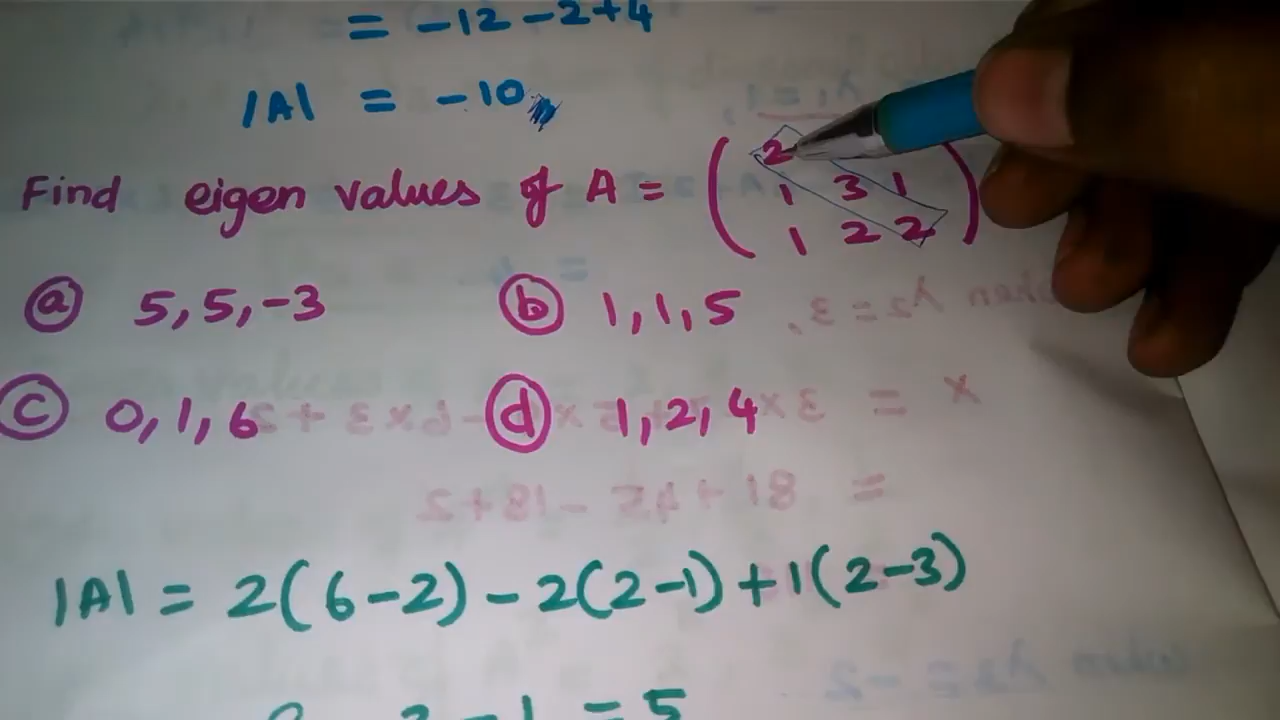 = -12 -2+4
|A| = -10
Find eigen values of A = ( 2
1 3 1
1 2 2 )
ⓐ 5, 5, -3 ⓑ 1, 1, 5
ⓒ 0, 1, 6 ⓓ 1, 2, 4
|A| = 2(6-2) - 2(2-1) + 1(2-3)
- 1 = 5